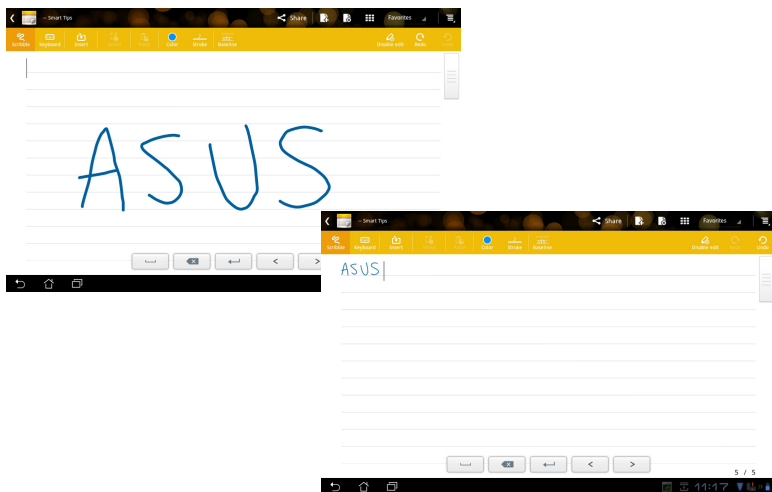 – Smart Tips Share Favorites
Scribble Keyboard Insert Color Stroke Baseline Disable edit Redo
ASUS
– Smart Tips Share Favorites
Scribble Keyboard Insert Color Stroke Baseline Disable edit Undo
ASUS
5 / 5
11:17